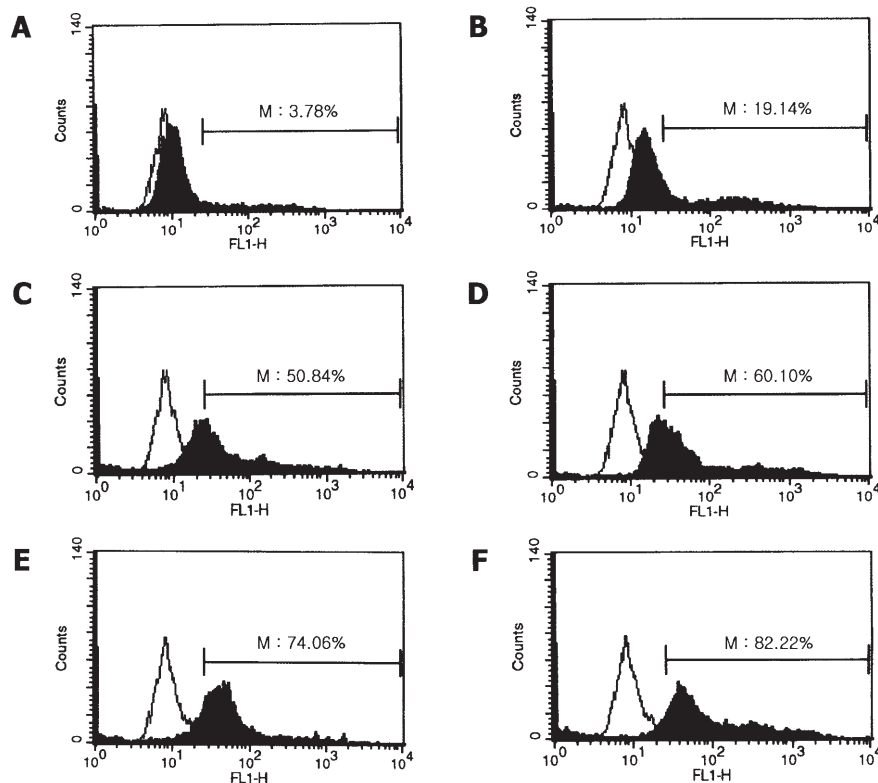 A
140
Counts
0
M : 3.78%
10^0 10^1 10^2 10^3 10^4
FL1-H
B
140
Counts
0
M : 19.14%
10^0 10^1 10^2 10^3 10^4
FL1-H
C
140
Counts
0
M : 50.84%
10^0 10^1 10^2 10^3 10^4
FL1-H
D
140
Counts
0
M : 60.10%
10^0 10^1 10^2 10^3 10^4
FL1-H
E
140
Counts
0
M : 74.06%
10^0 10^1 10^2 10^3 10^4
FL1-H
F
140
Counts
0
M : 82.22%
10^0 10^1 10^2 10^3 10^4
FL1-H